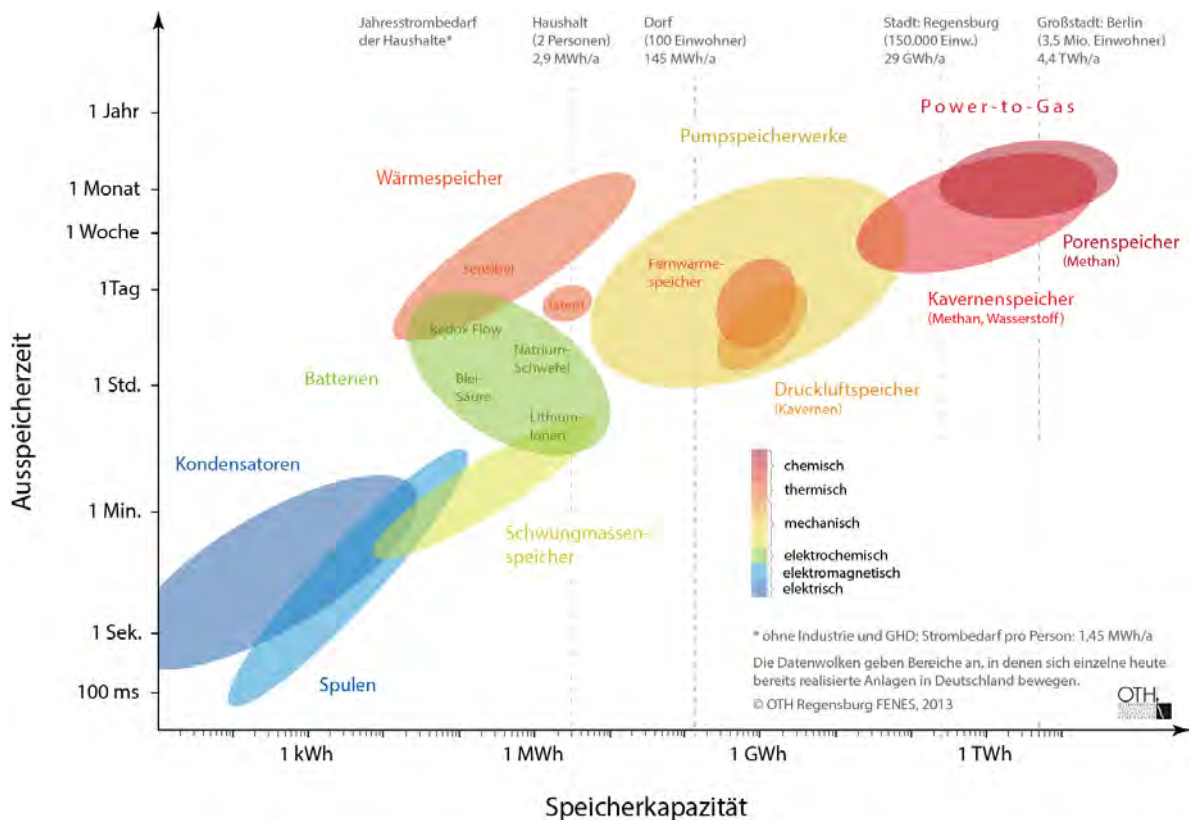 Jahresstrombedarf
der Haushalte*
Haushalt
(2 Personen)
2,9 MWh/a
Dorf
(100 Einwohner)
145 MWh/a
Stadt: Regensburg
(150.000 Einw.)
29 GWh/a
Großstadt: Berlin
(3,5 Mio. Einwohner)
4,4 TWh/a
1 Jahr
1 Monat
1 Woche
1Tag
1 Std.
1 Min.
1 Sek.
100 ms
Ausspeicherzeit
Power-to-Gas
Pumpspeicherwerke
Wärmespeicher
sensibel
latent
Fernwärme-
speicher
Porenspeicher
(Methan)
Kavernenspeicher
(Methan, Wasserstoff)
Redox Flow
Natrium-
Schwefel
Batterien
Blei-
Säure
Lithium-
Ionen
Druckluftspeicher
(Kavernen)
Kondensatoren
Schwungmassen-
speicher
Spulen
chemisch
thermisch
mechanisch
elektrochemisch
elektromagnetisch
elektrisch
* ohne Industrie und GHD; Strombedarf pro Person: 1,45 MWh/a
Die Datenwolken geben Bereiche an, in denen sich einzelne heute
bereits realisierte Anlagen in Deutschland bewegen.
© OTH Regensburg FENES, 2013
OTH
1 kWh
1 MWh
1 GWh
1 TWh
Speicherkapazität